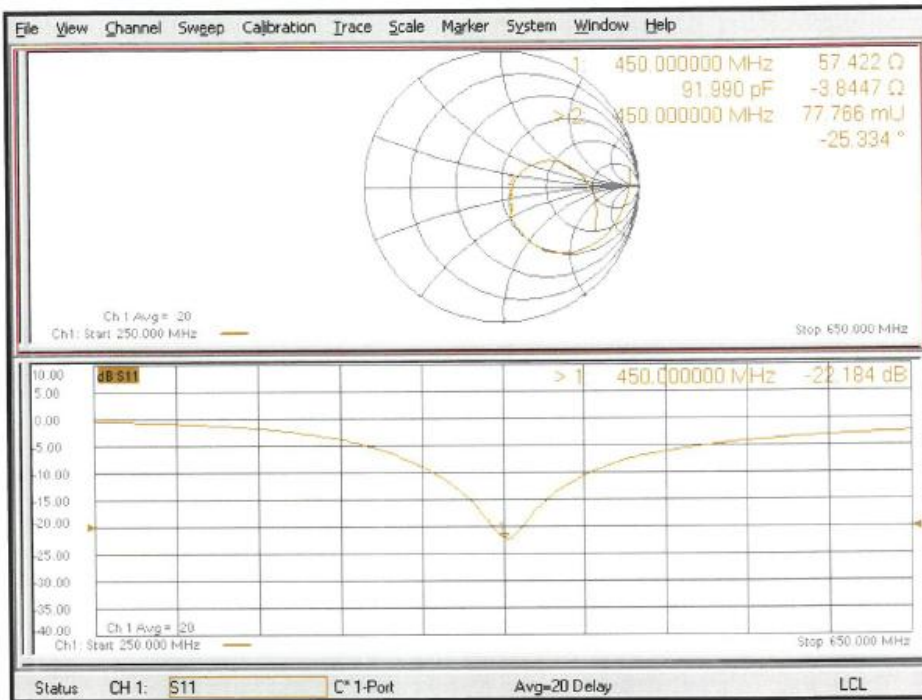 File View Channel Sweep Calibration Trace Scale Marker System Window Help
1: 450.000000 MHz 57.422 Ω
91.990 pF -3.8447 Ω
> 2: 450.000000 MHz 77.766 mU
-25.334 °
Ch 1 Avg = 20
Ch1: Start 250.000 MHz
Stop 650.000 MHz
10.00 dB S11 > 1 450.000000 MHz -22.184 dB
5.00
0.00
-5.00
-10.00
-15.00
-20.00
-25.00
-30.00
-35.00
-40.00 Ch 1 Avg = 20
Ch1: Start 250.000 MHz
Stop 650.000 MHz
Status CH 1: S11 C* 1-Port Avg=20 Delay LCL